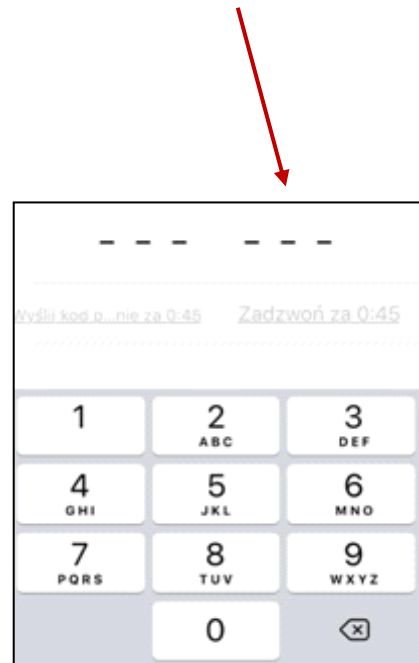 --- ---
Wyślij kod p...nie za 0:45 Zadzwoń za 0:45
1 2 3
ABC DEF
4 5 6
GHI JKL MNO
7 8 9
PQRS TUV WXYZ
0